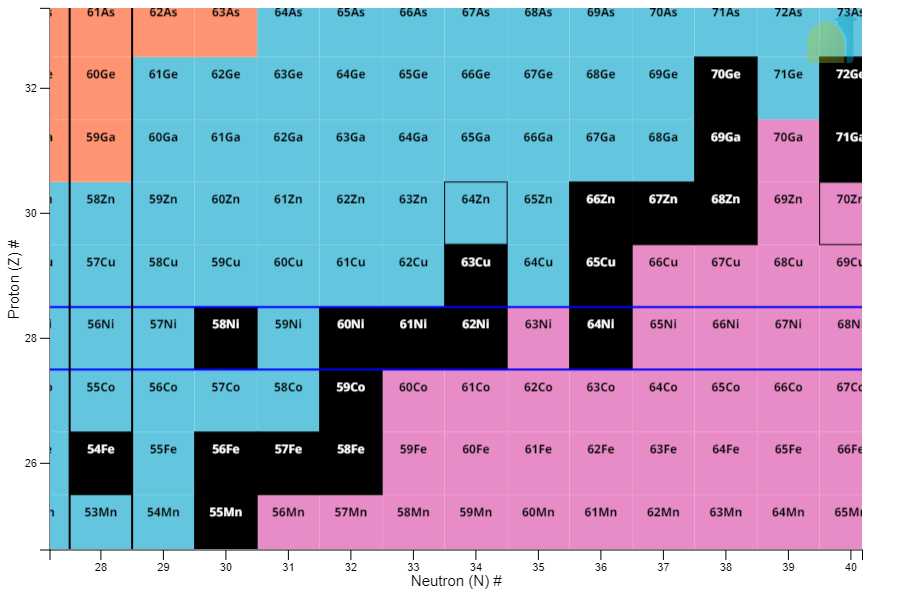 61As 62As 63As 64As 65As 66As 67As 68As 69As 70As 71As 72As 73As
32 60Ge 61Ge 62Ge 63Ge 64Ge 65Ge 66Ge 67Ge 68Ge 69Ge 70Ge 71Ge 72Ge
59Ga 60Ga 61Ga 62Ga 63Ga 64Ga 65Ga 66Ga 67Ga 68Ga 69Ga 70Ga 71Ga
30 58Zn 59Zn 60Zn 61Zn 62Zn 63Zn 64Zn 65Zn 66Zn 67Zn 68Zn 69Zn 70Zn
57Cu 58Cu 59Cu 60Cu 61Cu 62Cu 63Cu 64Cu 65Cu 66Cu 67Cu 68Cu 69Cu
28 56Ni 57Ni 58Ni 59Ni 60Ni 61Ni 62Ni 63Ni 64Ni 65Ni 66Ni 67Ni 68Ni
55Co 56Co 57Co 58Co 59Co 60Co 61Co 62Co 63Co 64Co 65Co 66Co 67Co
26 54Fe 55Fe 56Fe 57Fe 58Fe 59Fe 60Fe 61Fe 62Fe 63Fe 64Fe 65Fe 66Fe
53Mn 54Mn 55Mn 56Mn 57Mn 58Mn 59Mn 60Mn 61Mn 62Mn 63Mn 64Mn 65Mn
28 29 30 31 32 33 34 35 36 37 38 39 40
Neutron (N) #
Proton (Z) #